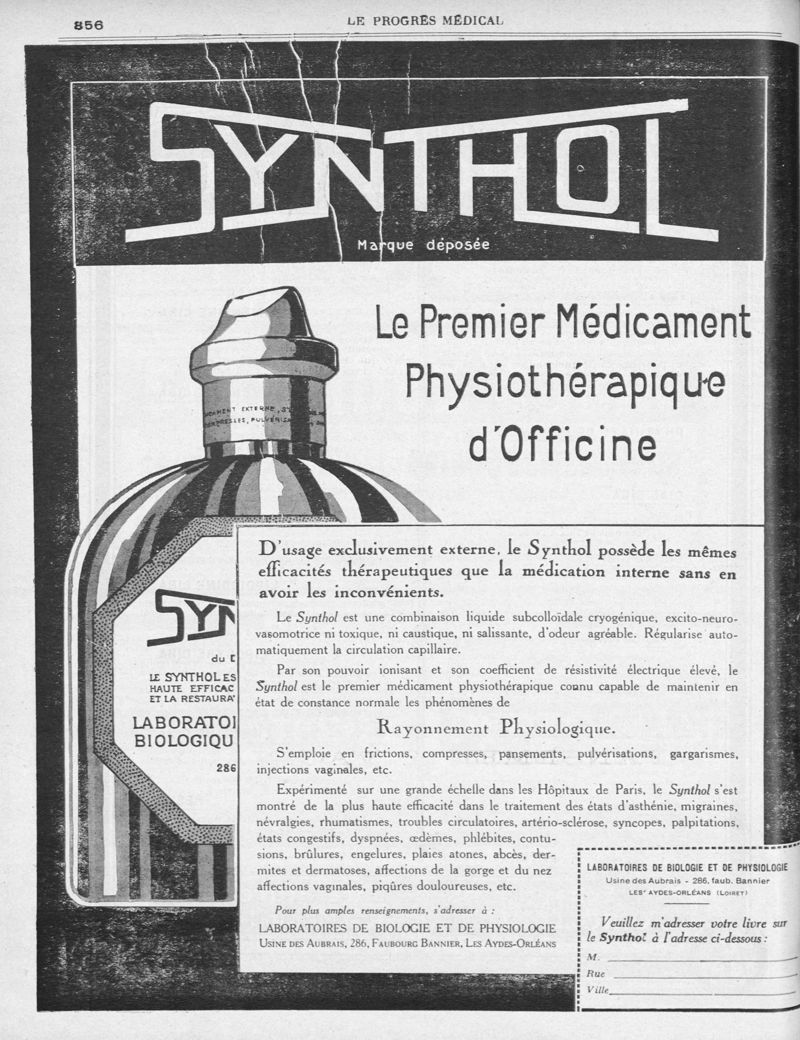 856
LE PROGRÈS MÉDICAL
SYNTHOL
Marque déposée
Le Premier Médicament
Physiothérapique
d'Officine
MENT EXTERNE, S'
ESSES, PULVÉRISA
SYN
du
LE SYNTHOL ES
HAUTE EFFICAC
ET LA RESTAURA
LABORATOI
BIOLOGIQU
286
D'usage exclusivement externe, le Synthol possède les mêmes
efficacités thérapeutiques que la médication interne sans en
avoir les inconvénients.
Le Synthol est une combinaison liquide subcolloïdale cryogénique, excito-neuro-
vasomotrice ni toxique, ni caustique, ni salissante, d'odeur agréable. Régularise auto-
matiquement la circulation capillaire.
Par son pouvoir ionisant et son coefficient de résistivité électrique élevé, le
Synthol est le premier médicament physiothérapique connu capable de maintenir en
état de constance normale les phénomènes de
Rayonnement Physiologique.
S'emploie en frictions, compresses, pansements, pulvérisations, gargarismes,
injections vaginales, etc.
Expérimenté sur une grande échelle dans les Hôpitaux de Paris, le Synthol s'est
montré de la plus haute efficacité dans le traitement des états d'asthénie, migraines,
névralgies, rhumatismes, troubles circulatoires, artério-sclérose, syncopes, palpitations,
états congestifs, dyspnées, œdèmes, phlébites, contu-
sions, brûlures, engelures, plaies atones, abcès, der-
mites et dermatoses, affections de la gorge et du nez
affections vaginales, piqûres douloureuses, etc.
Pour plus amples renseignements, s'adresser à :
LABORATOIRES DE BIOLOGIE ET DE PHYSIOLOGIE
USINE DES AUBRAIS, 286, FAUBOURG BANNIER, LES AYDES-ORLÉANS
LABORATOIRES DE BIOLOGIE ET DE PHYSIOLOGIE
Usine des Aubrais - 286, faub. Bannier
LES AYDES-ORLÉANS (LOIRET)
Veuillez m'adresser votre livre sur
le Synthol à l'adresse ci-dessous :
M.
Rue
Ville